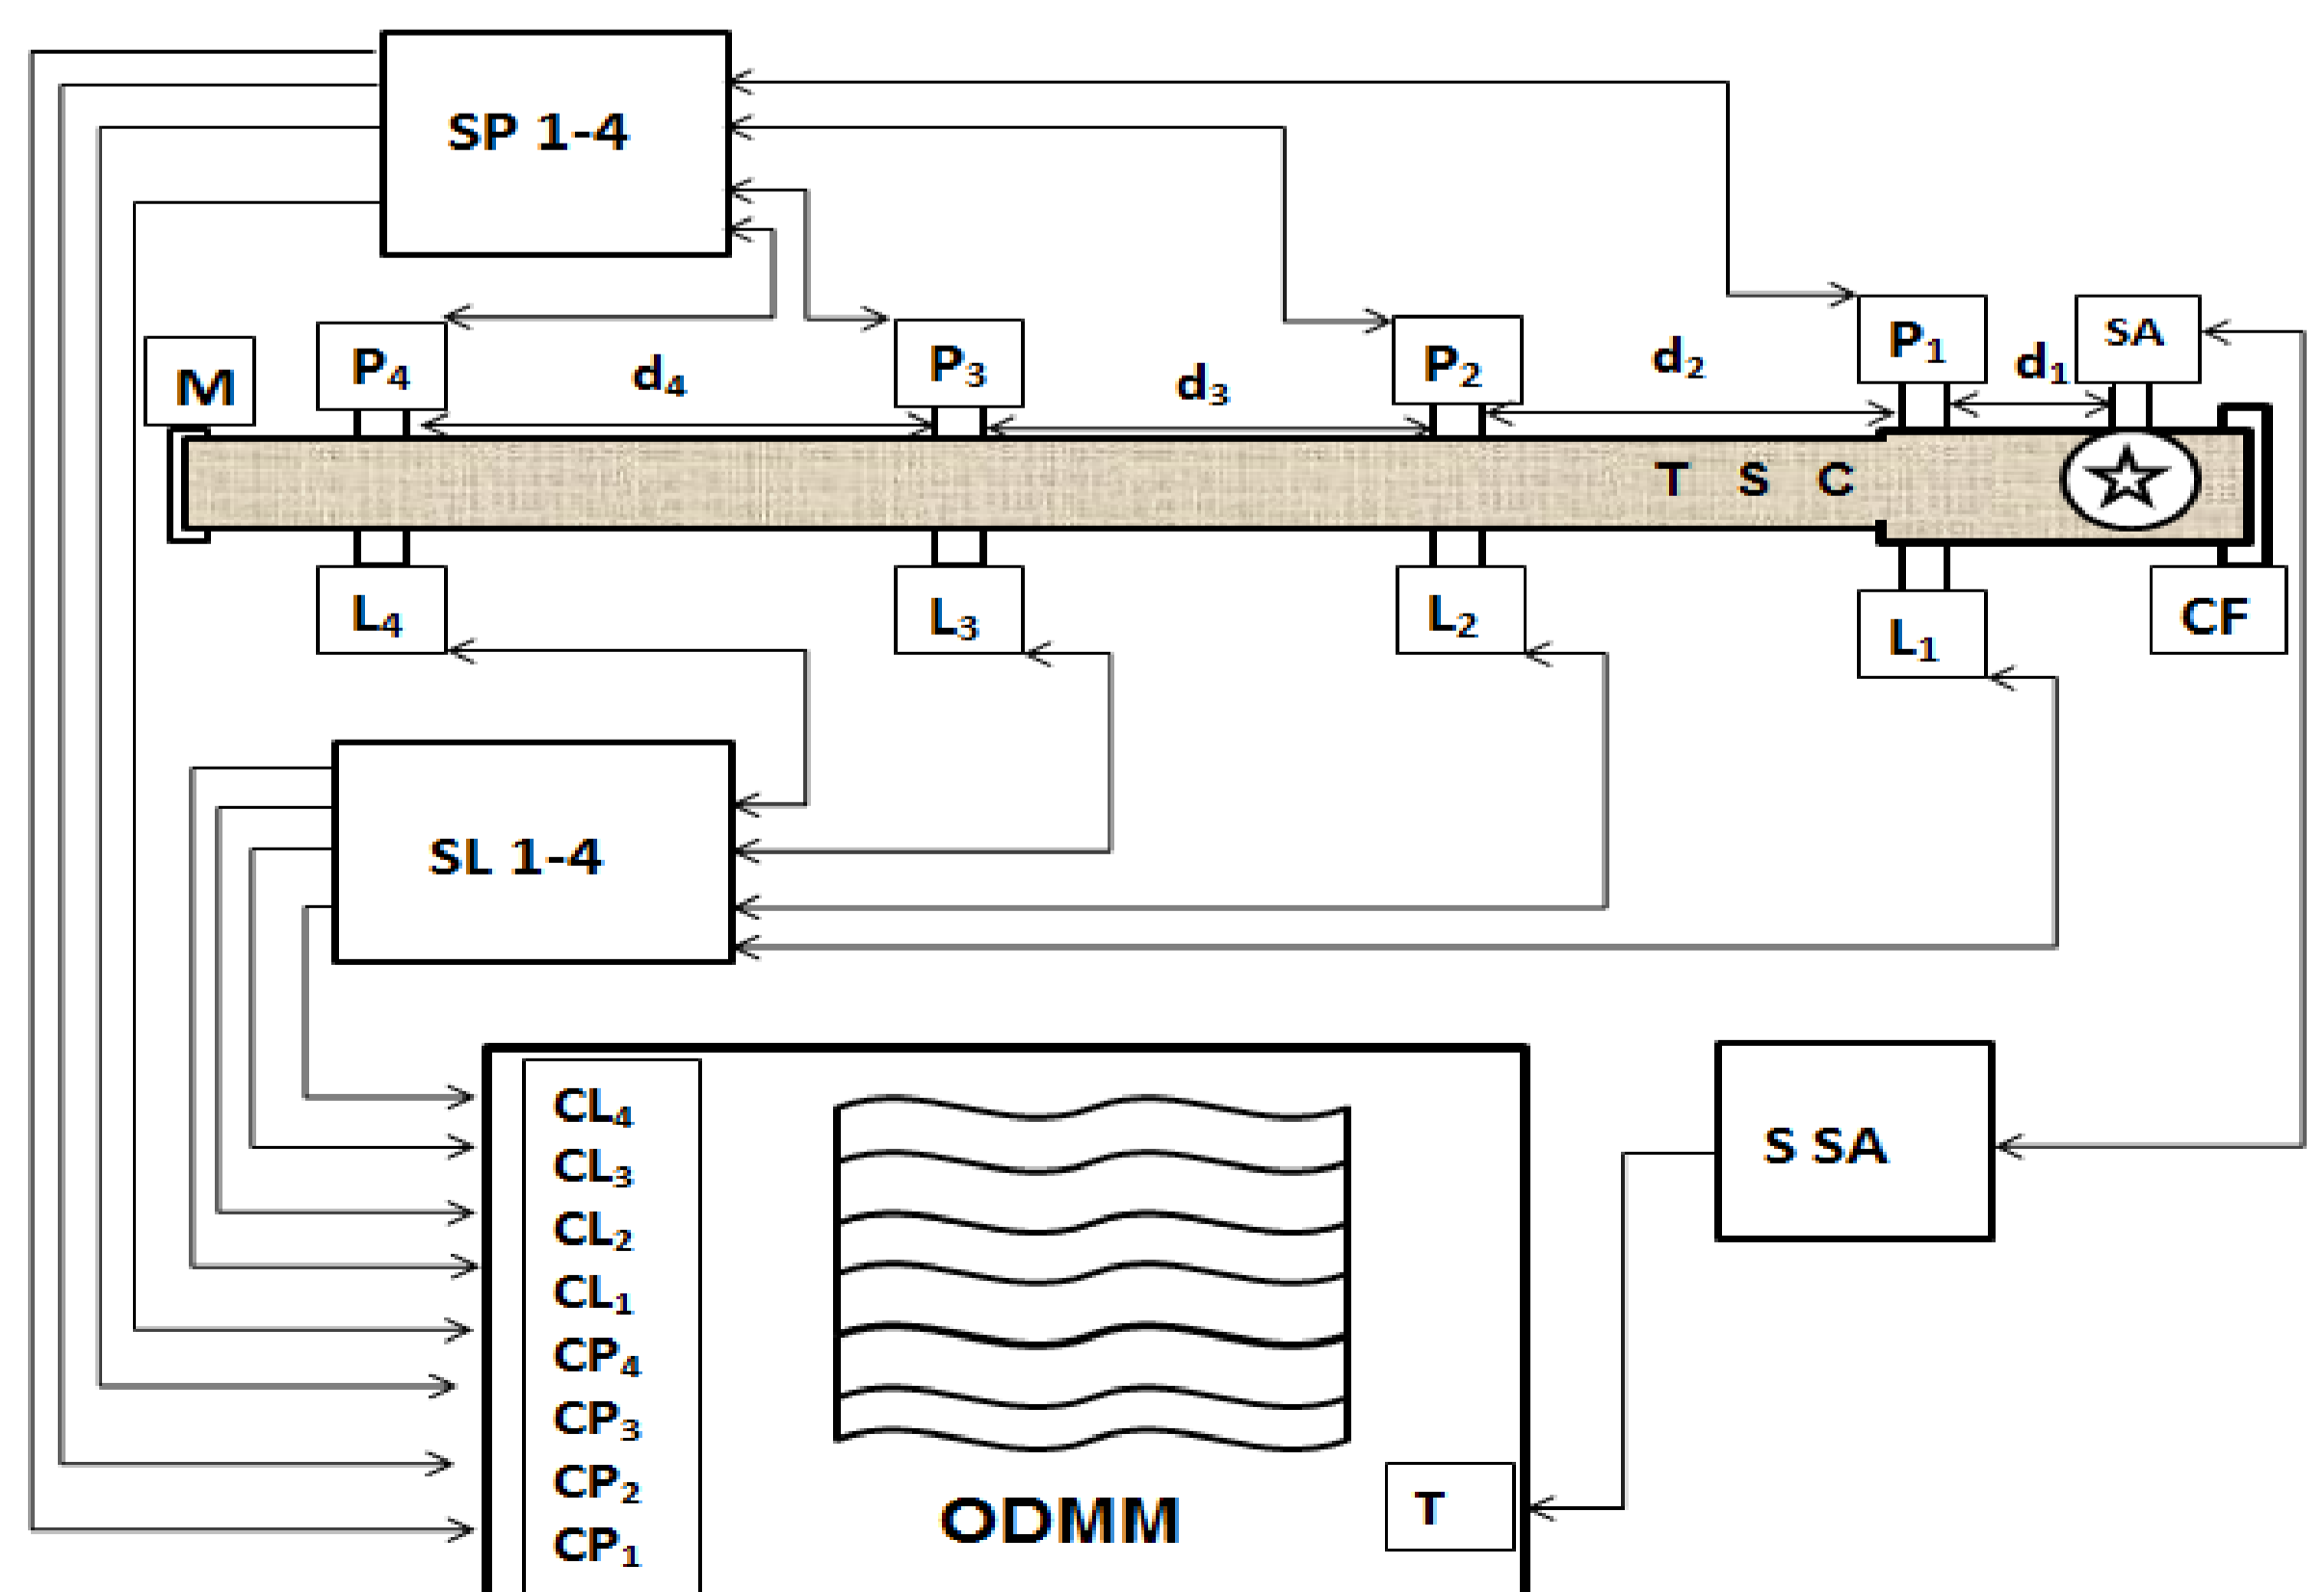 SP 1-4
M
P₄
d₄
P₃
d₃
P₂
d₂
P₁
d₁
SA
T S C
L₄
L₃
L₂
L₁
CF
SL 1-4
CL₄
CL₃
CL₂
CL₁
CP₄
CP₃
CP₂
CP₁
ODMM
T
S SA